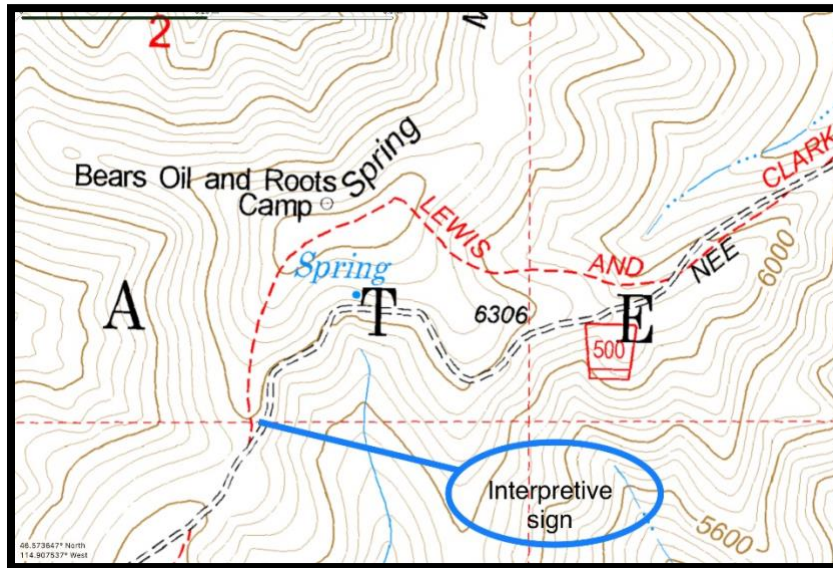 2
Spring
Bears Oil and Roots
Camp
CLARK
LEWIS
AND
NEE
Spring
6000
A
T
6306
E
500
Interpretive
sign
5600
46.573647° North
114.907537° West